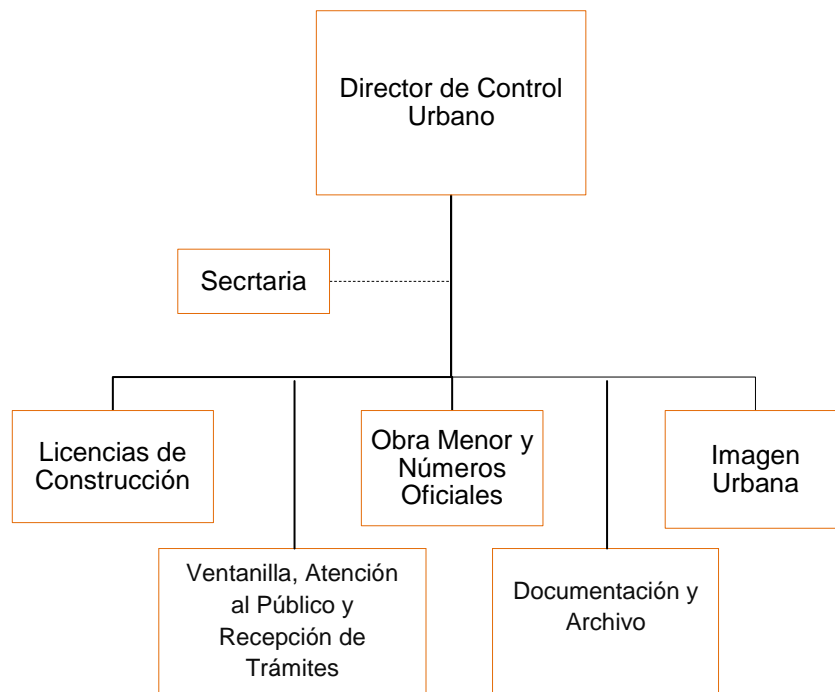 Director de Control
Urbano
Secrtaria
Licencias de
Construcción
Obra Menor y
Números
Oficiales
Imagen
Urbana
Ventanilla, Atención
al Público y
Recepción de
Trámites
Documentación y
Archivo